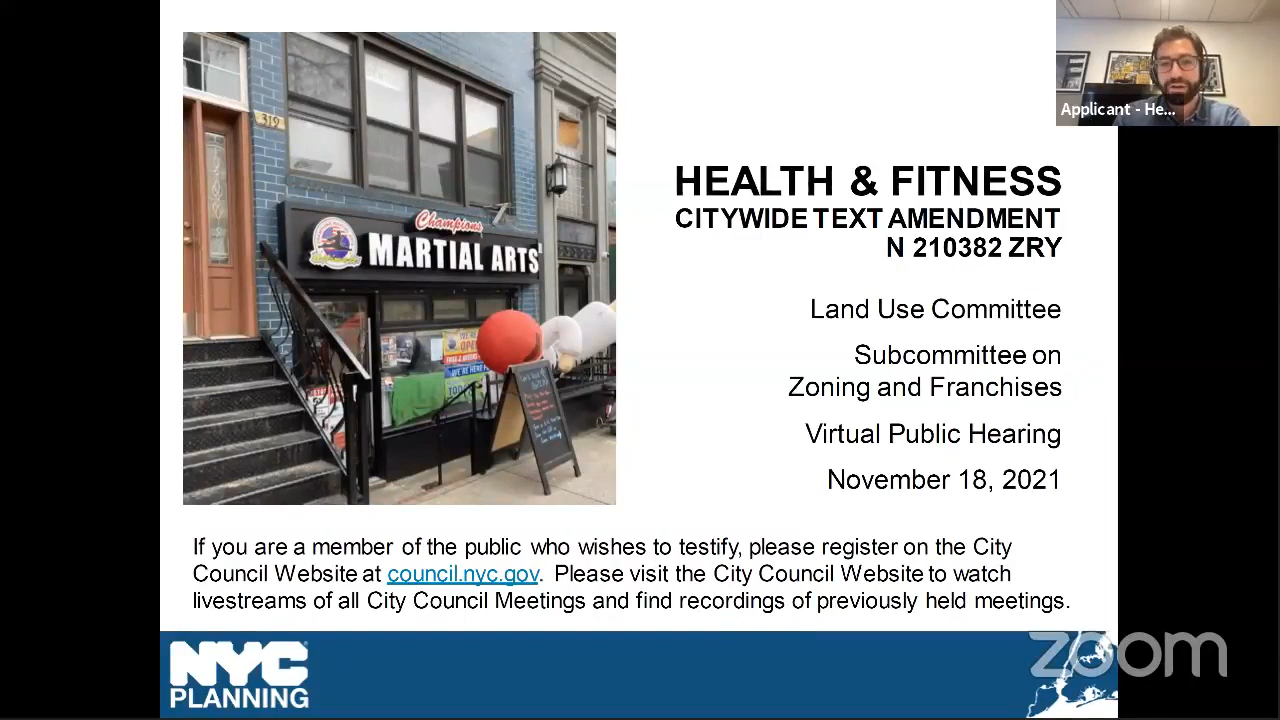 Applicant - He...
319
Champions
MARTIAL ARTS
HEALTH & FITNESS
CITYWIDE TEXT AMENDMENT
N 210382 ZRY
Land Use Committee
Subcommittee on
Zoning and Franchises
Virtual Public Hearing
November 18, 2021
If you are a member of the public who wishes to testify, please register on the City
Council Website at council.nyc.gov. Please visit the City Council Website to watch
livestreams of all City Council Meetings and find recordings of previously held meetings.
NYC
PLANNING
zoom